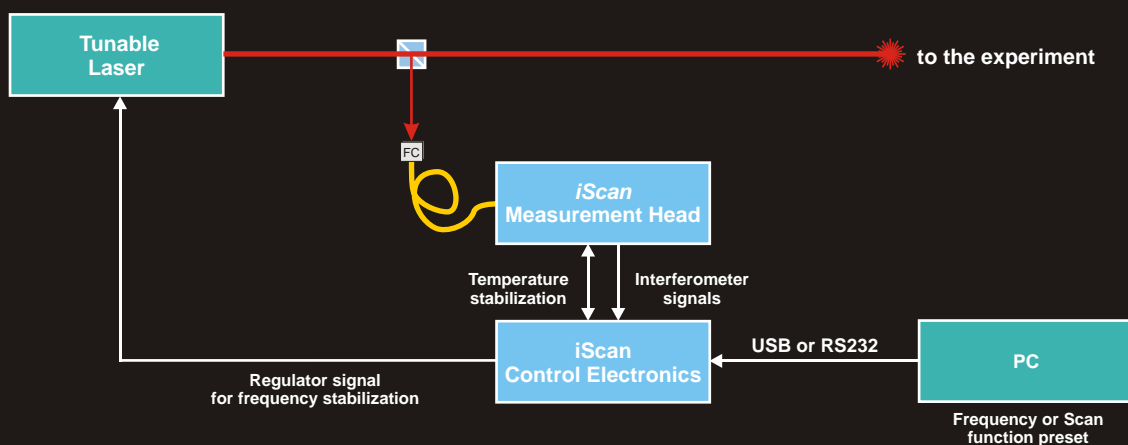 Tunable
Laser
to the experiment
FC
iScan
Measurement Head
Temperature
stabilization
Interferometer
signals
iScan
Control Electronics
USB or RS232
PC
Regulator signal
for frequency stabilization
Frequency or Scan
function preset